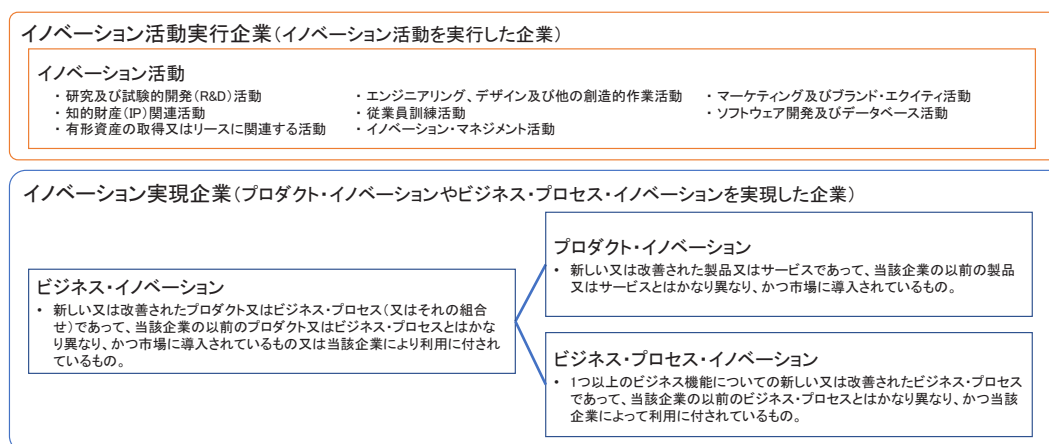 イノベーション活動実行企業(イノベーション活動を実行した企業)
イノベーション活動
・研究及び試験的開発(R&D)活動
・知的財産(IP)関連活動
・有形資産の取得又はリースに関連する活動
・エンジニアリング、デザイン及び他の創造的作業活動
・従業員訓練活動
・イノベーション・マネジメント活動
・マーケティング及びブランド・エクイティ活動
・ソフトウェア開発及びデータベース活動
イノベーション実現企業(プロダクト・イノベーションやビジネス・プロセス・イノベーションを実現した企業)
ビジネス・イノベーション
• 新しい又は改善されたプロダクト又はビジネス・プロセス(又はそれの組合
せ)であって、当該企業の以前のプロダクト又はビジネス・プロセスとはかな
り異なり、かつ市場に導入されているもの又は当該企業により利用に付され
ているもの。
プロダクト・イノベーション
• 新しい又は改善された製品又はサービスであって、当該企業の以前の製品
又はサービスとはかなり異なり、かつ市場に導入されているもの。
ビジネス・プロセス・イノベーション
• 1つ以上のビジネス機能についての新しい又は改善されたビジネス・プロセス
であって、当該企業の以前のビジネス・プロセスとはかなり異なり、かつ当該
企業によって利用に付されているもの。